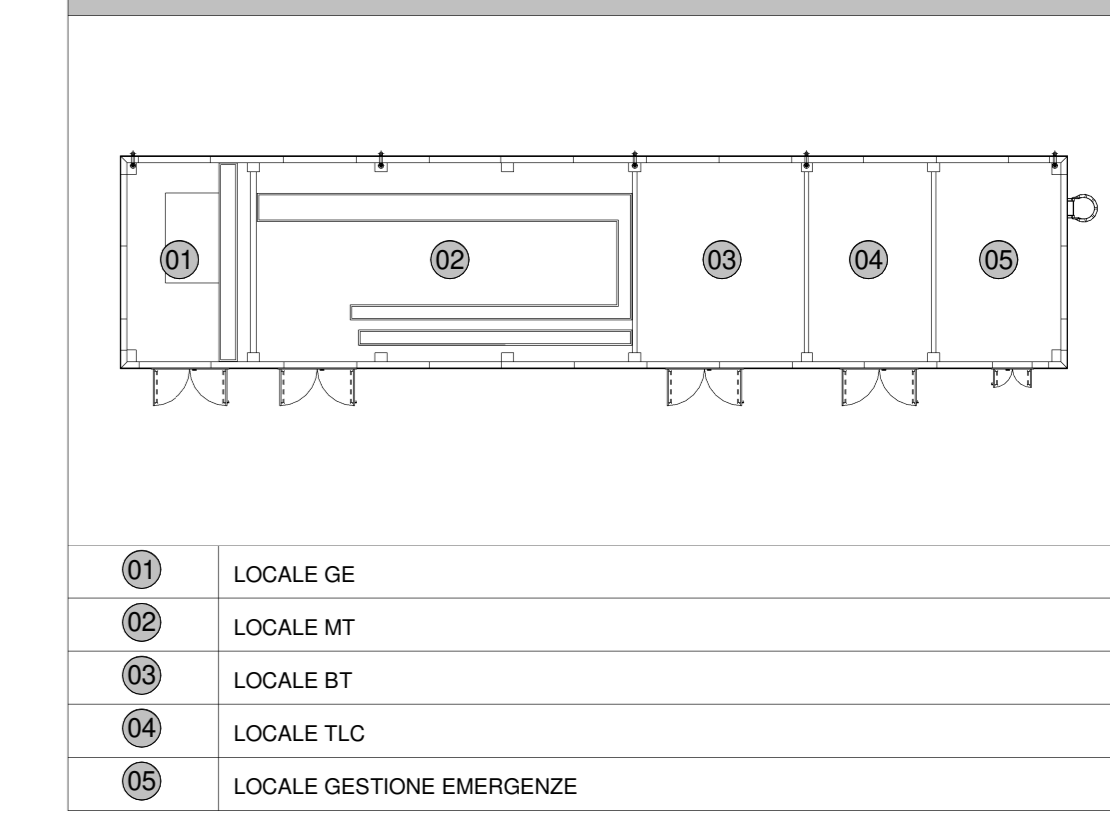 01 02 03 04 05
01 LOCALE GE
02 LOCALE MT
03 LOCALE BT
04 LOCALE TLC
05 LOCALE GESTIONE EMERGENZE